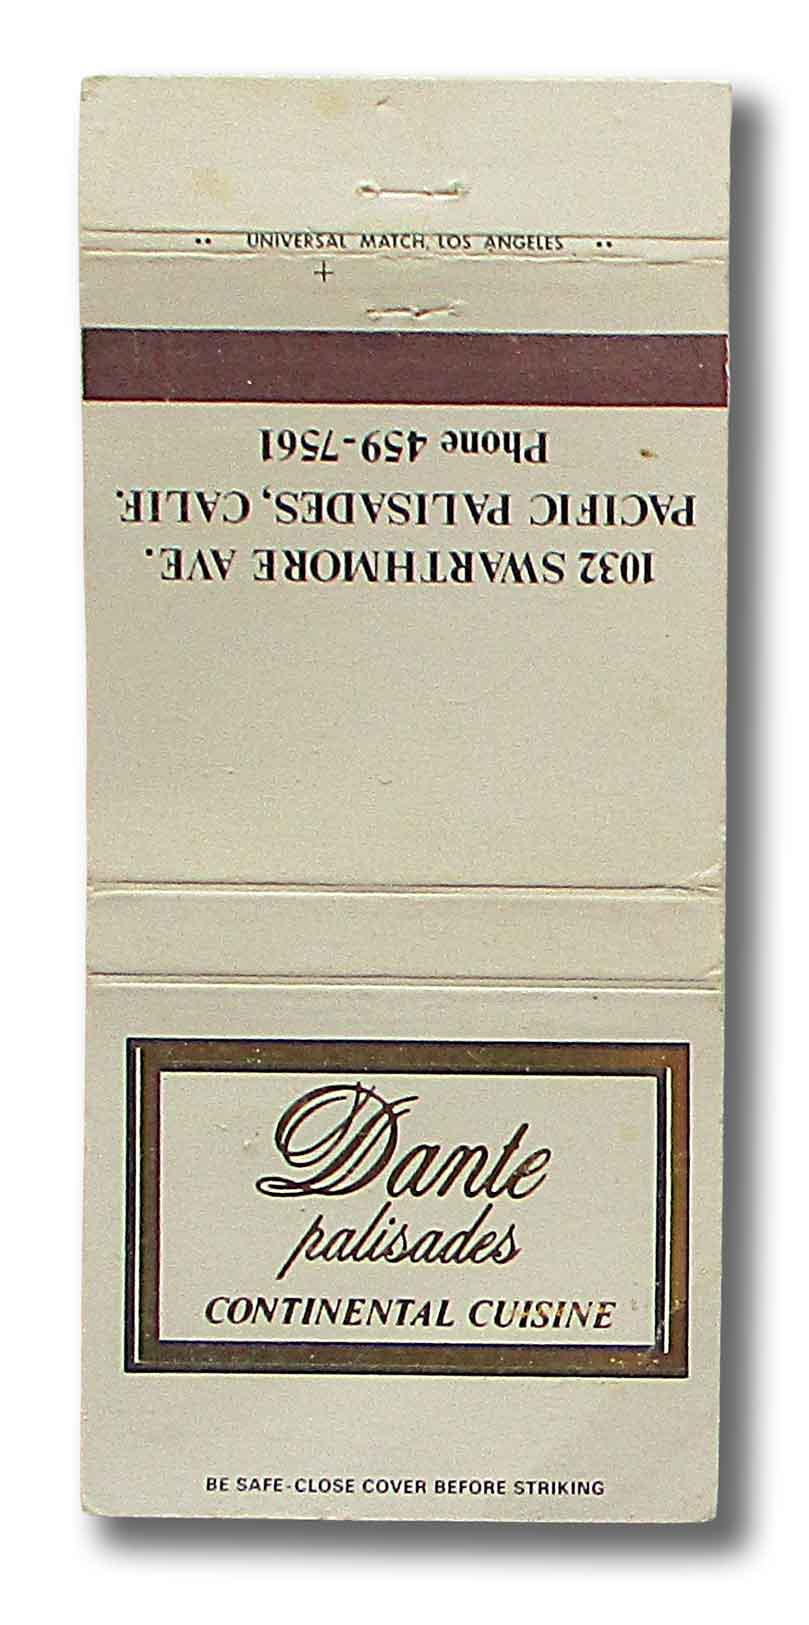 UNIVERSAL MATCH, LOS ANGELES
1032 SWARTHMORE AVE.
PACIFIC PALISADES, CALIF.
Phone 459-7561
Dante
palisades
CONTINENTAL CUISINE
BE SAFE-CLOSE COVER BEFORE STRIKING